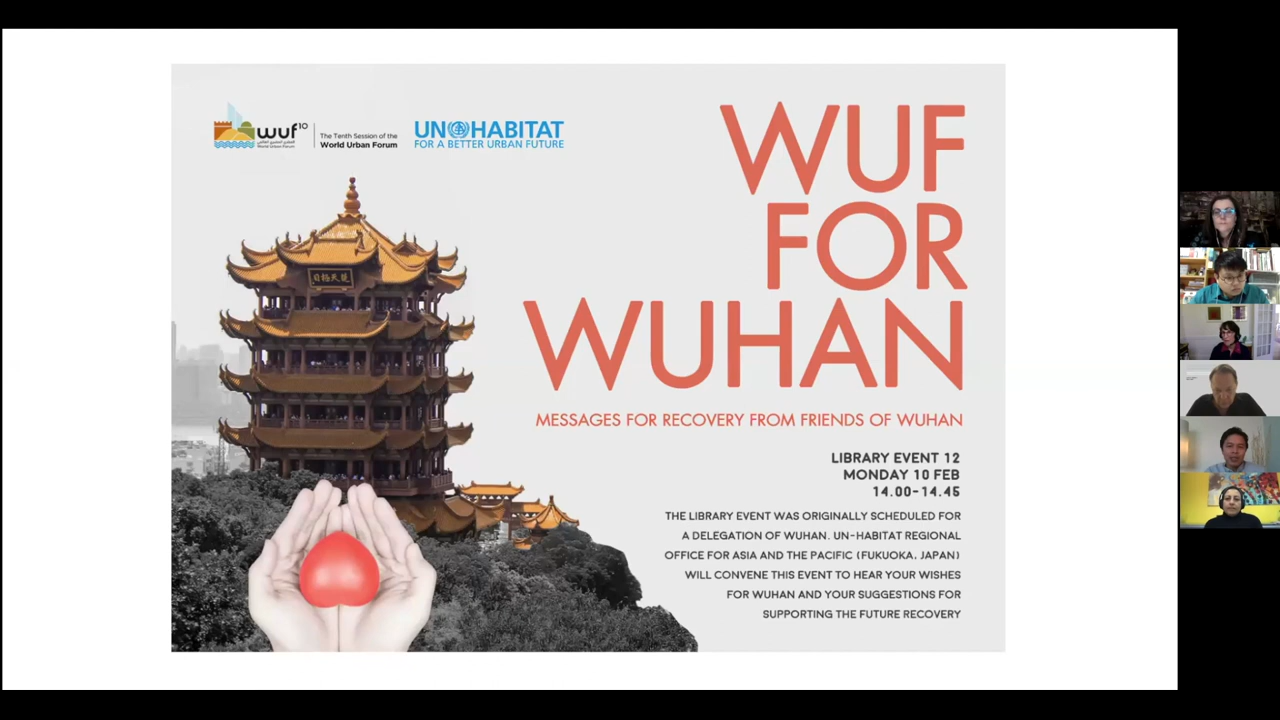 wuf10
World Urban Forum
The Tenth Session of the
World Urban Forum
UN HABITAT
FOR A BETTER URBAN FUTURE
WUF
FOR
WUHAN
MESSAGES FOR RECOVERY FROM FRIENDS OF WUHAN
LIBRARY EVENT 12
MONDAY 10 FEB
14.00-14.45
THE LIBRARY EVENT WAS ORIGINALLY SCHEDULED FOR
A DELEGATION OF WUHAN. UN-HABITAT REGIONAL
OFFICE FOR ASIA AND THE PACIFIC (FUKUOKA, JAPAN)
WILL CONVENE THIS EVENT TO HEAR YOUR WISHES
FOR WUHAN AND YOUR SUGGESTIONS FOR
SUPPORTING THE FUTURE RECOVERY